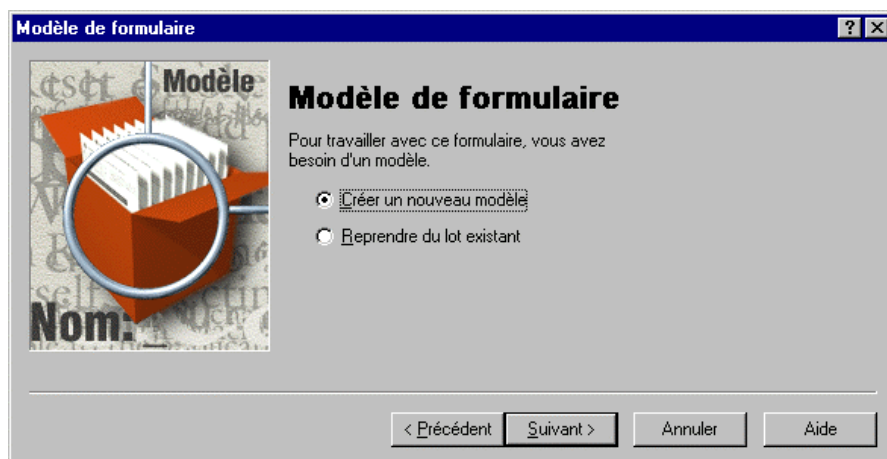 Modèle de formulaire
Modèle
Nom:_
Modèle de formulaire
Pour travailler avec ce formulaire, vous avez
besoin d'un modèle.
Créer un nouveau modèle
Reprendre du lot existant
< Précédent
Suivant >
Annuler
Aide